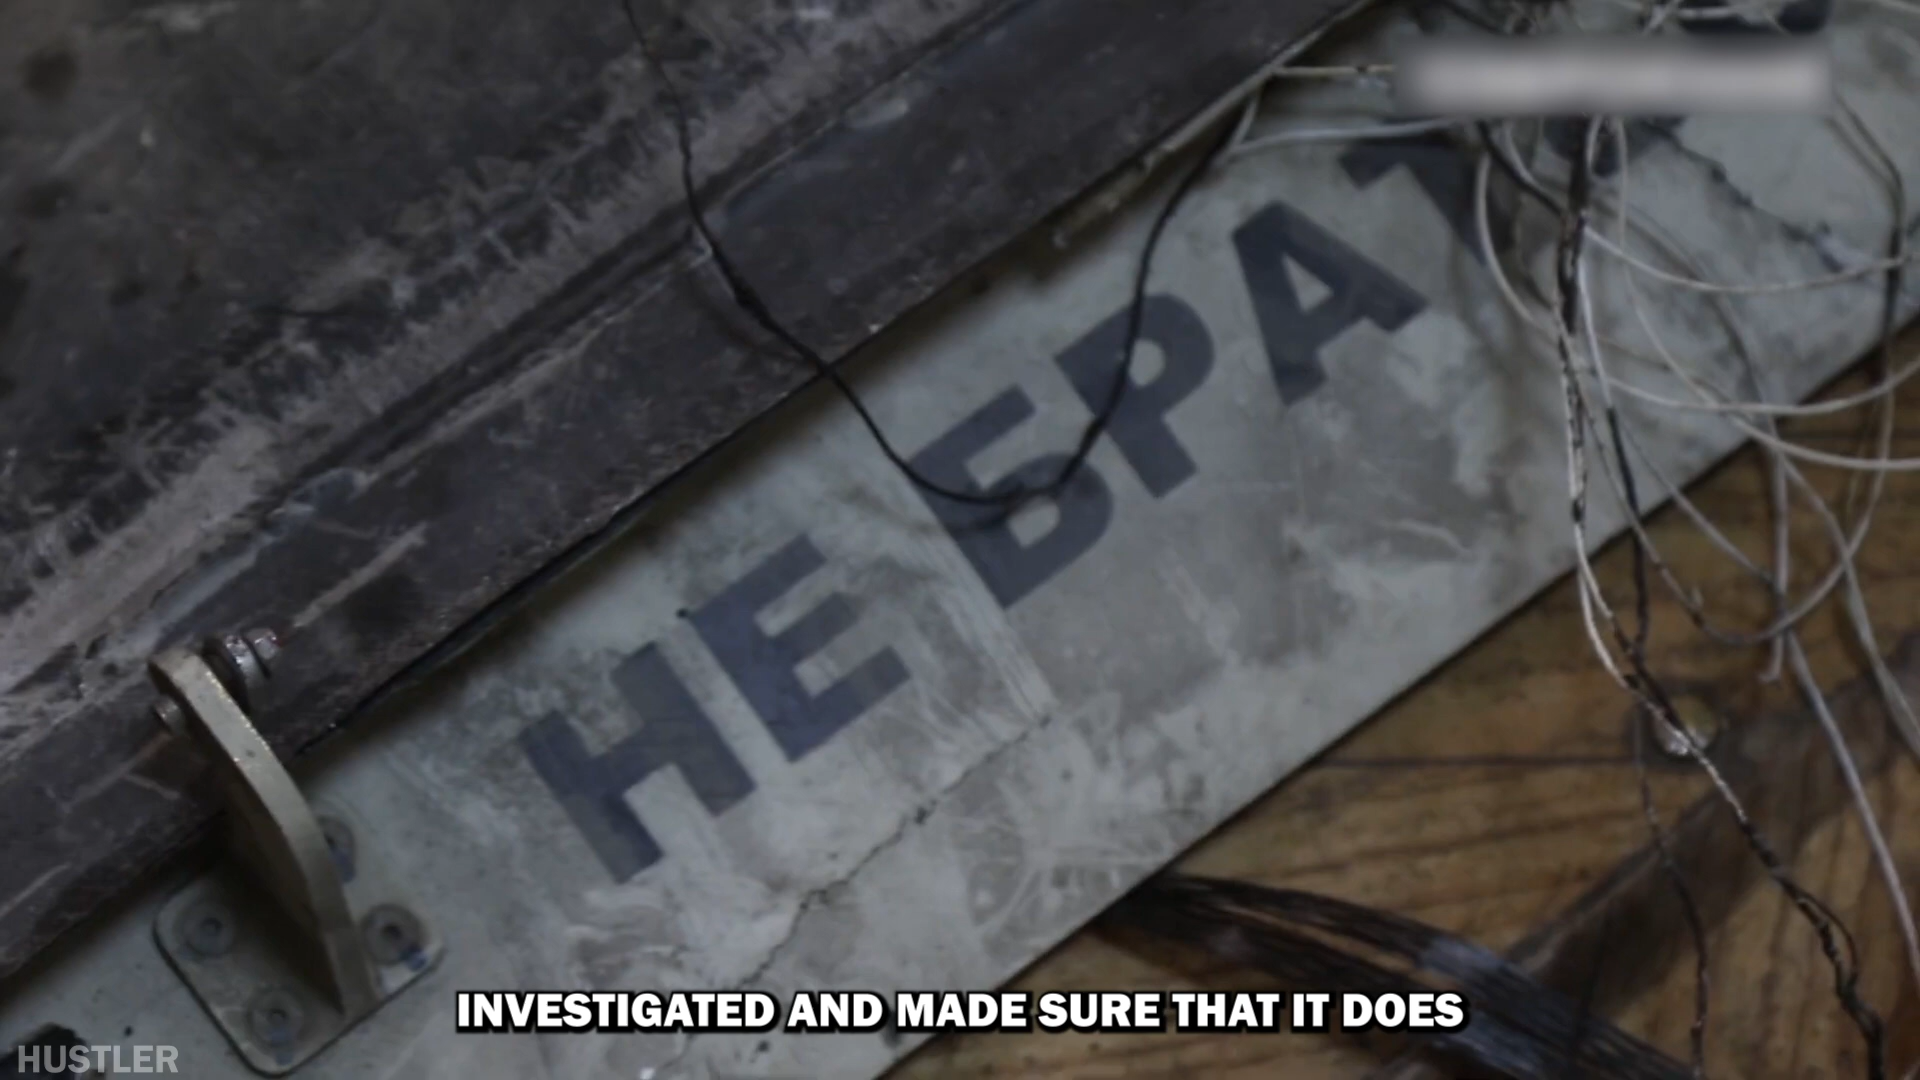 НЕ БРАТ
INVESTIGATED AND MADE SURE THAT IT DOES
HUSTLER